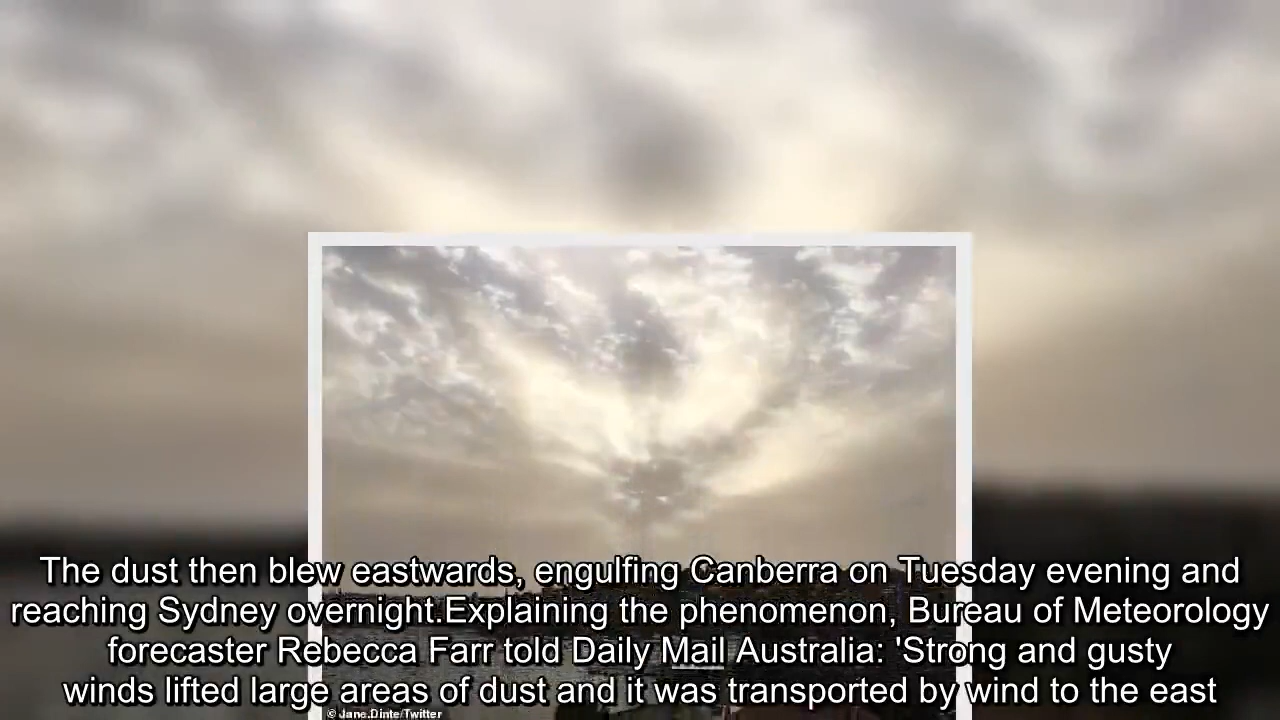 The dust then blew eastwards, engulfing Canberra on Tuesday evening and
reaching Sydney overnight.Explaining the phenomenon, Bureau of Meteorology
forecaster Rebecca Farr told Daily Mail Australia: 'Strong and gusty
winds lifted large areas of dust and it was transported by wind to the east
© Jane.Dinte/Twitter